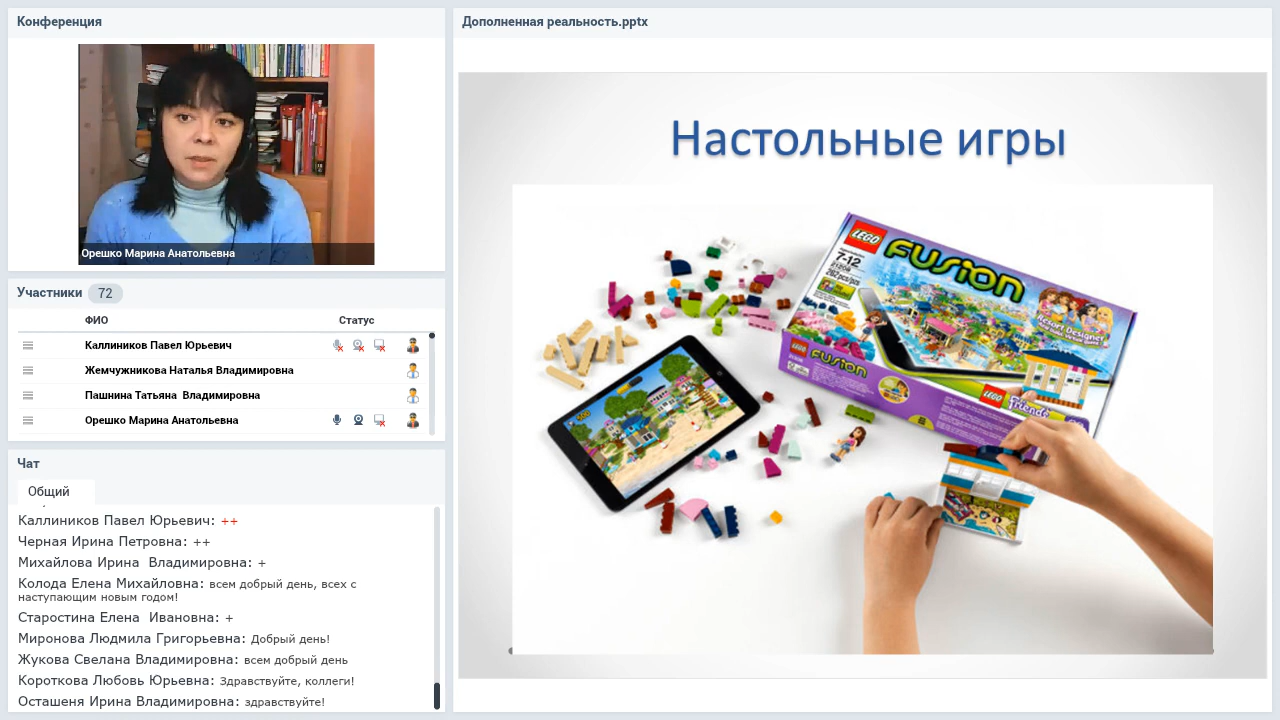 Конференция
Орешко Марина Анатольевна
Участники 72
ФИО Статус
Каллиников Павел Юрьевич
Жемчужникова Наталья Владимировна
Пашнина Татьяна Владимировна
Орешко Марина Анатольевна
Чат
Общий
Каллиников Павел Юрьевич: ++
Черная Ирина Петровна: ++
Михайлова Ирина Владимировна: +
Колода Елена Михайловна: всем добрый день, всех с
наступающим новым годом!
Старостина Елена Ивановна: +
Миронова Людмила Григорьевна: Добрый день!
Жукова Свелана Владимировна: всем добрый день
Короткова Любовь Юрьевна: Здравствуйте, коллеги!
Осташеня Ирина Владимировна: здравствуйте!
Дополненная реальность.pptx
Настольные игры
LEGO
FUSION
7-12
21208
Resort Designer
LEGO
FUSION
LEGO
Friends